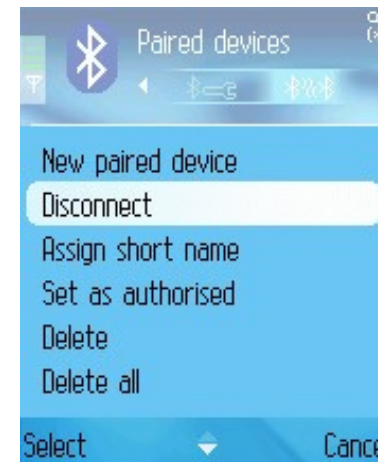 Paired devices
New paired device
Disconnect
Assign short name
Set as authorised
Delete
Delete all
Select
Cance